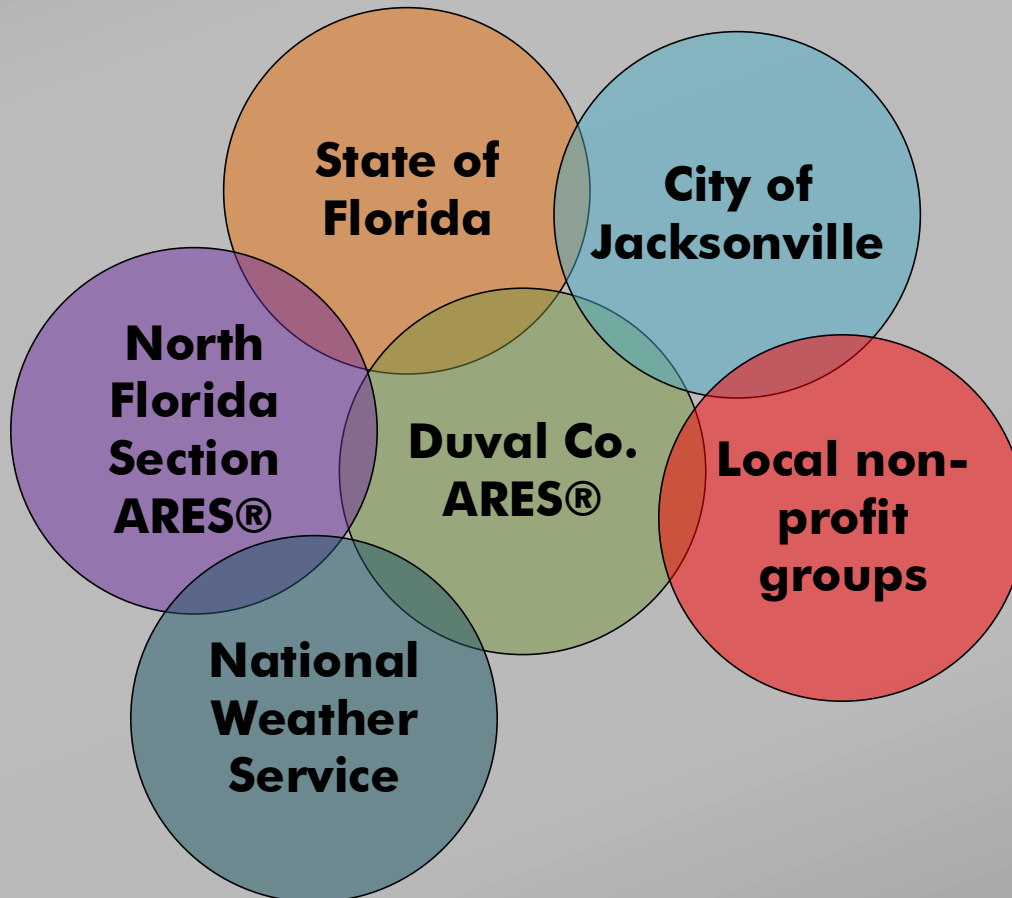 State of
Florida
City of
Jacksonville
North
Florida
Section
ARES®
Duval Co.
ARES®
Local non-
profit
groups
National
Weather
Service